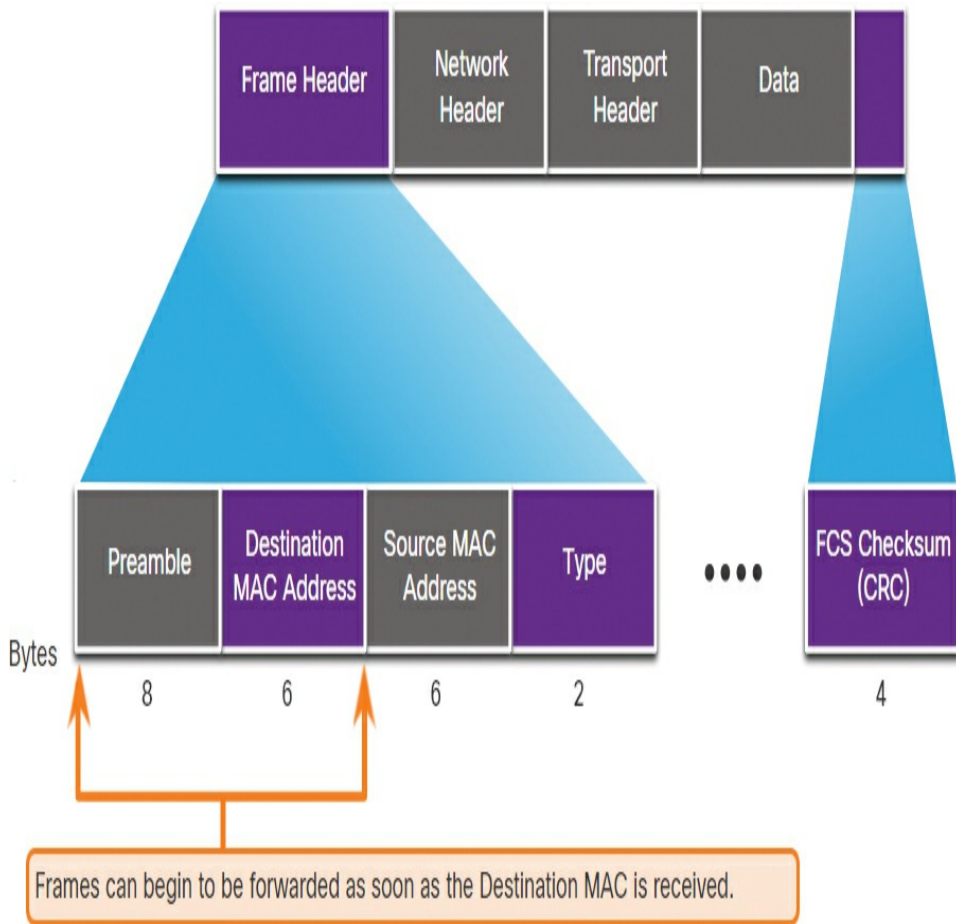 Frame Header
Network
Header
Transport
Header
Data
Preamble
Destination
MAC Address
Source MAC
Address
Type
FCS Checksum
(CRC)
Bytes
8
6
6
2
4
Frames can begin to be forwarded as soon as the Destination MAC is received.